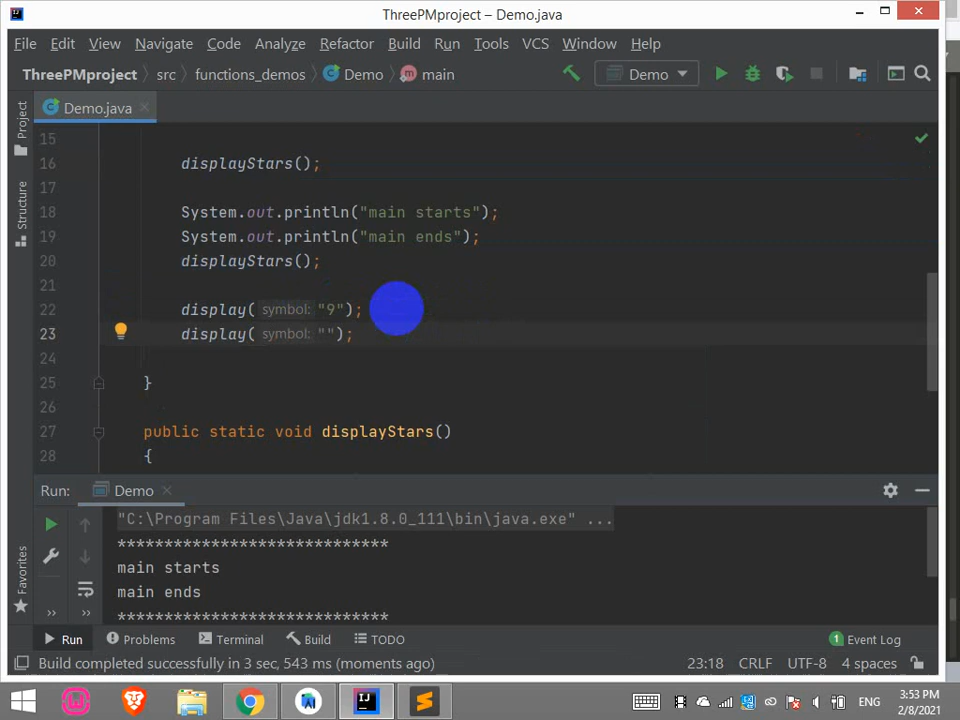 ThreePMproject – Demo.java
File Edit View Navigate Code Analyze Refactor Build Run Tools VCS Window Help
ThreePMproject src functions_demos Demo main Demo
Demo.java
Project
Structure
Favorites
15
16 displayStars();
17
18 System.out.println("main starts");
19 System.out.println("main ends");
20 displayStars();
21
22 display( symbol: "9");
23 display( symbol: "");
24
25 }
26
27 public static void displayStars()
28 {
Run: Demo
"C:\Program Files\Java\jdk1.8.0_111\bin\java.exe" ...
*****************************
main starts
main ends
*****************************
Run Problems Terminal Build TODO 1 Event Log
Build completed successfully in 3 sec, 543 ms (moments ago) 23:18 CRLF UTF-8 4 spaces
ENG
3:53 PM
2/8/2021